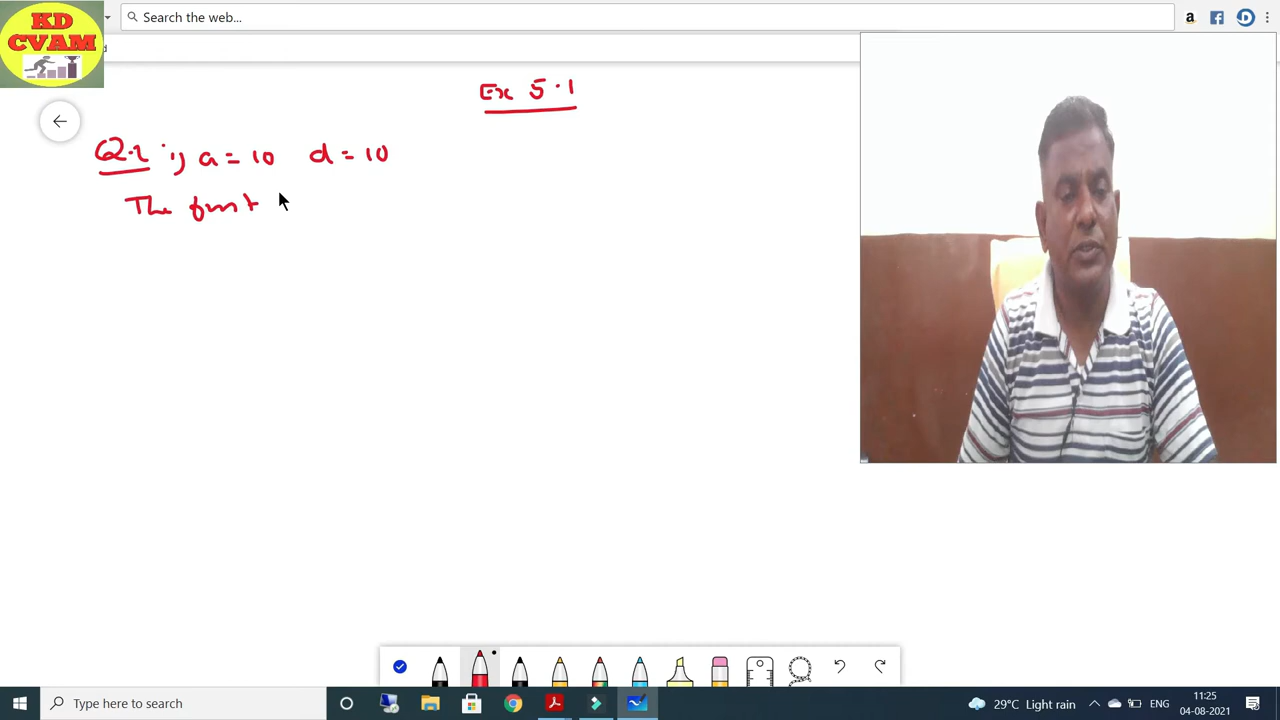 KD
CVAM
Search the web...
Ex 5.1
Q.2 i) a = 10 d = 10
The first
Type here to search
29°C Light rain
ENG
11:25
04-08-2021